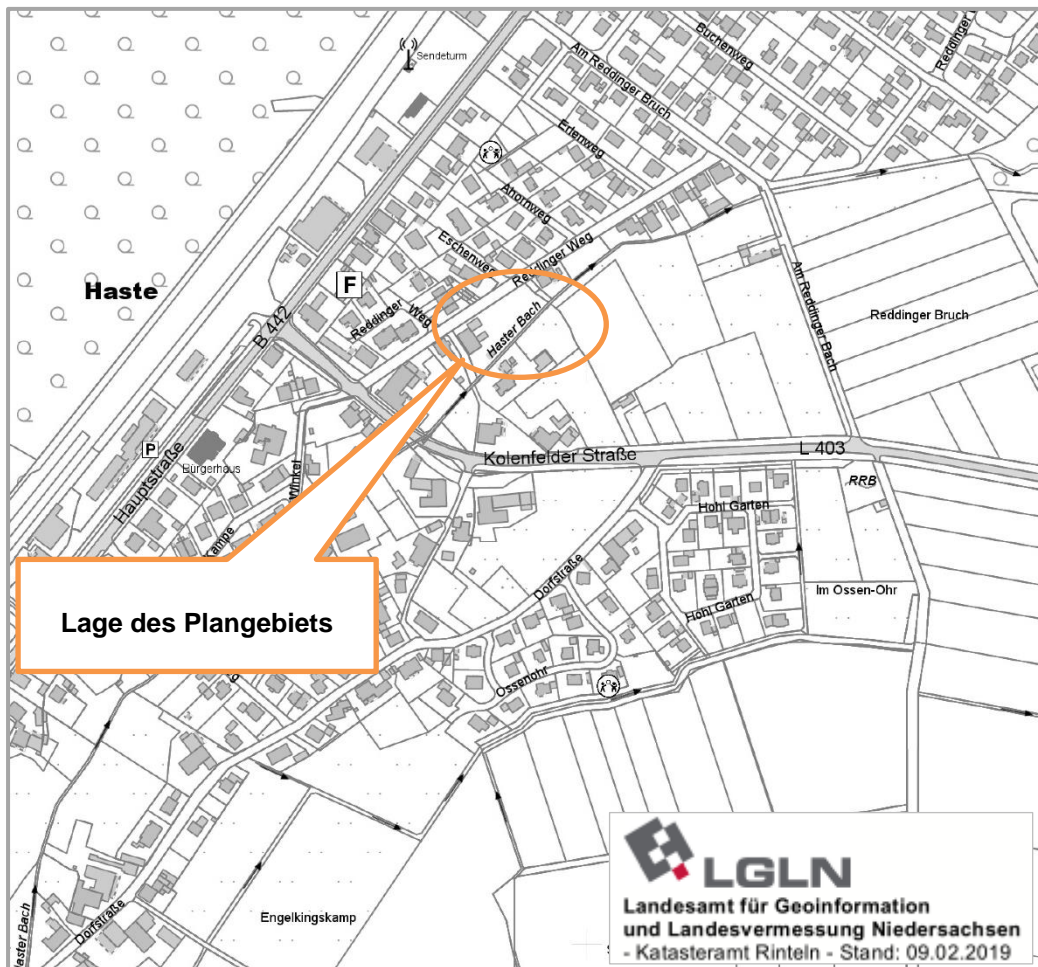 Sendeturm
Buchenweg
Am Reddinger Bruch
Erlenweg
Ahornweg
Eschenweg
Reddinger Weg
Haste
F
B 442
Reddinger
Weg
Haster Bach
Am Reddinger Bach
Reddinger Bruch
P
Bürgerhaus
Hauptstraße
Winkel
Kampe
Kolenfelder Straße
L 403
RRB
Hohl Garten
Hohl Garten
Dorfstraße
Im Ossen-Ohr
Lage des Plangebiets
Ossenohr
Engelkingskamp
Dorfstraße
Haster Bach
LGLN
Landesamt für Geoinformation
und Landesvermessung Niedersachsen
- Katasteramt Rinteln - Stand: 09.02.2019